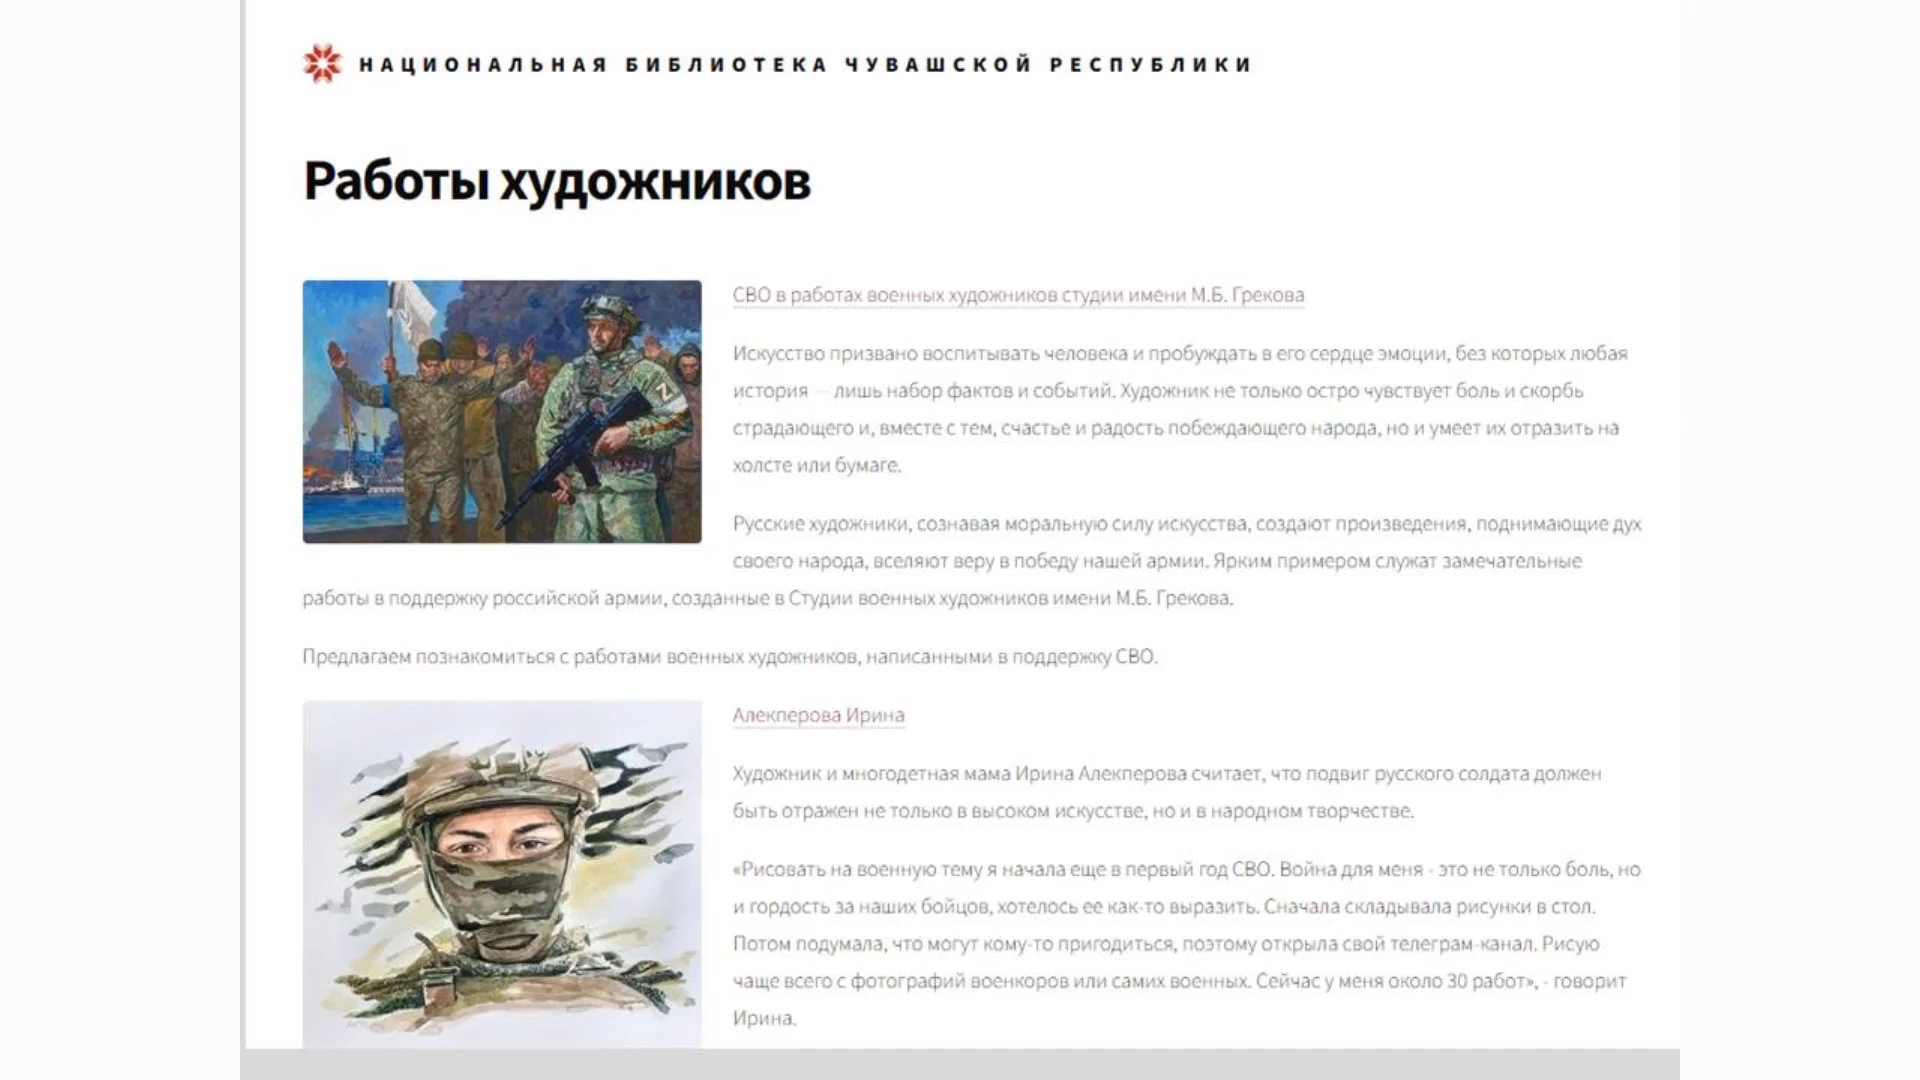 НАЦИОНАЛЬНАЯ БИБЛИОТЕКА ЧУВАШСКОЙ РЕСПУБЛИКИ
Работы художников
СВО в работах военных художников студии имени М.Б. Грекова
Искусство призвано воспитывать человека и пробуждать в его сердце эмоции, без которых любая
история — лишь набор фактов и событий. Художник не только остро чувствует боль и скорбь
страдающего и, вместе с тем, счастье и радость побеждающего народа, но и умеет их отразить на
холсте или бумаге.
Русские художники, сознавая моральную силу искусства, создают произведения, поднимающие дух
своего народа, вселяют веру в победу нашей армии. Ярким примером служат замечательные
работы в поддержку российской армии, созданные в Студии военных художников имени М.Б. Грекова.
Предлагаем познакомиться с работами военных художников, написанными в поддержку СВО.
Z
Алекперова Ирина
Художник и многодетная мама Ирина Алекперова считает, что подвиг русского солдата должен
быть отражен не только в высоком искусстве, но и в народном творчестве.
«Рисовать на военную тему я начала еще в первый год СВО. Война для меня - это не только боль, но
и гордость за наших бойцов, хотелось ее как-то выразить. Сначала складывала рисунки в стол.
Потом подумала, что могут кому-то пригодиться, поэтому открыла свой телеграм-канал. Рисую
чаще всего с фотографий военкоров или самих военных. Сейчас у меня около 30 работ», - говорит
Ирина.